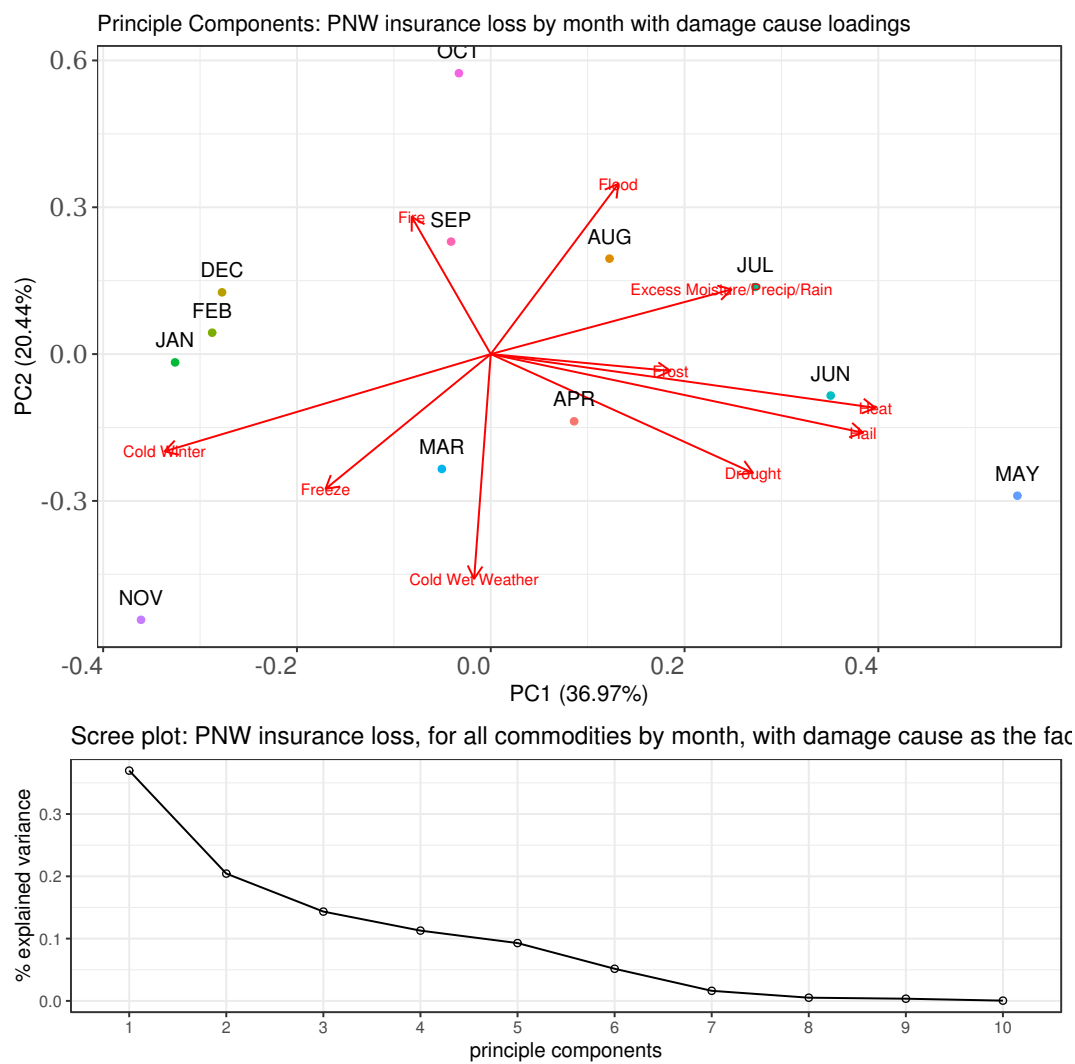 Principle Components: PNW insurance loss by month with damage cause loadings
OCT
0.6
Flood
0.3
Fire
SEP
AUG
JUL
DEC
Excess Moisture/Precip/Rain
FEB
JAN
0.0
Frost
JUN
APR
Heat
Hail
MAR
Cold Winter
Drought
MAY
Freeze
-0.3
Cold Wet Weather
NOV
PC2 (20.44%)
-0.4 -0.2 0.0 0.2 0.4
PC1 (36.97%)
Scree plot: PNW insurance loss, for all commodities by month, with damage cause as the fac
% explained variance
0.3
0.2
0.1
0.0
1 2 3 4 5 6 7 8 9 10
principle components